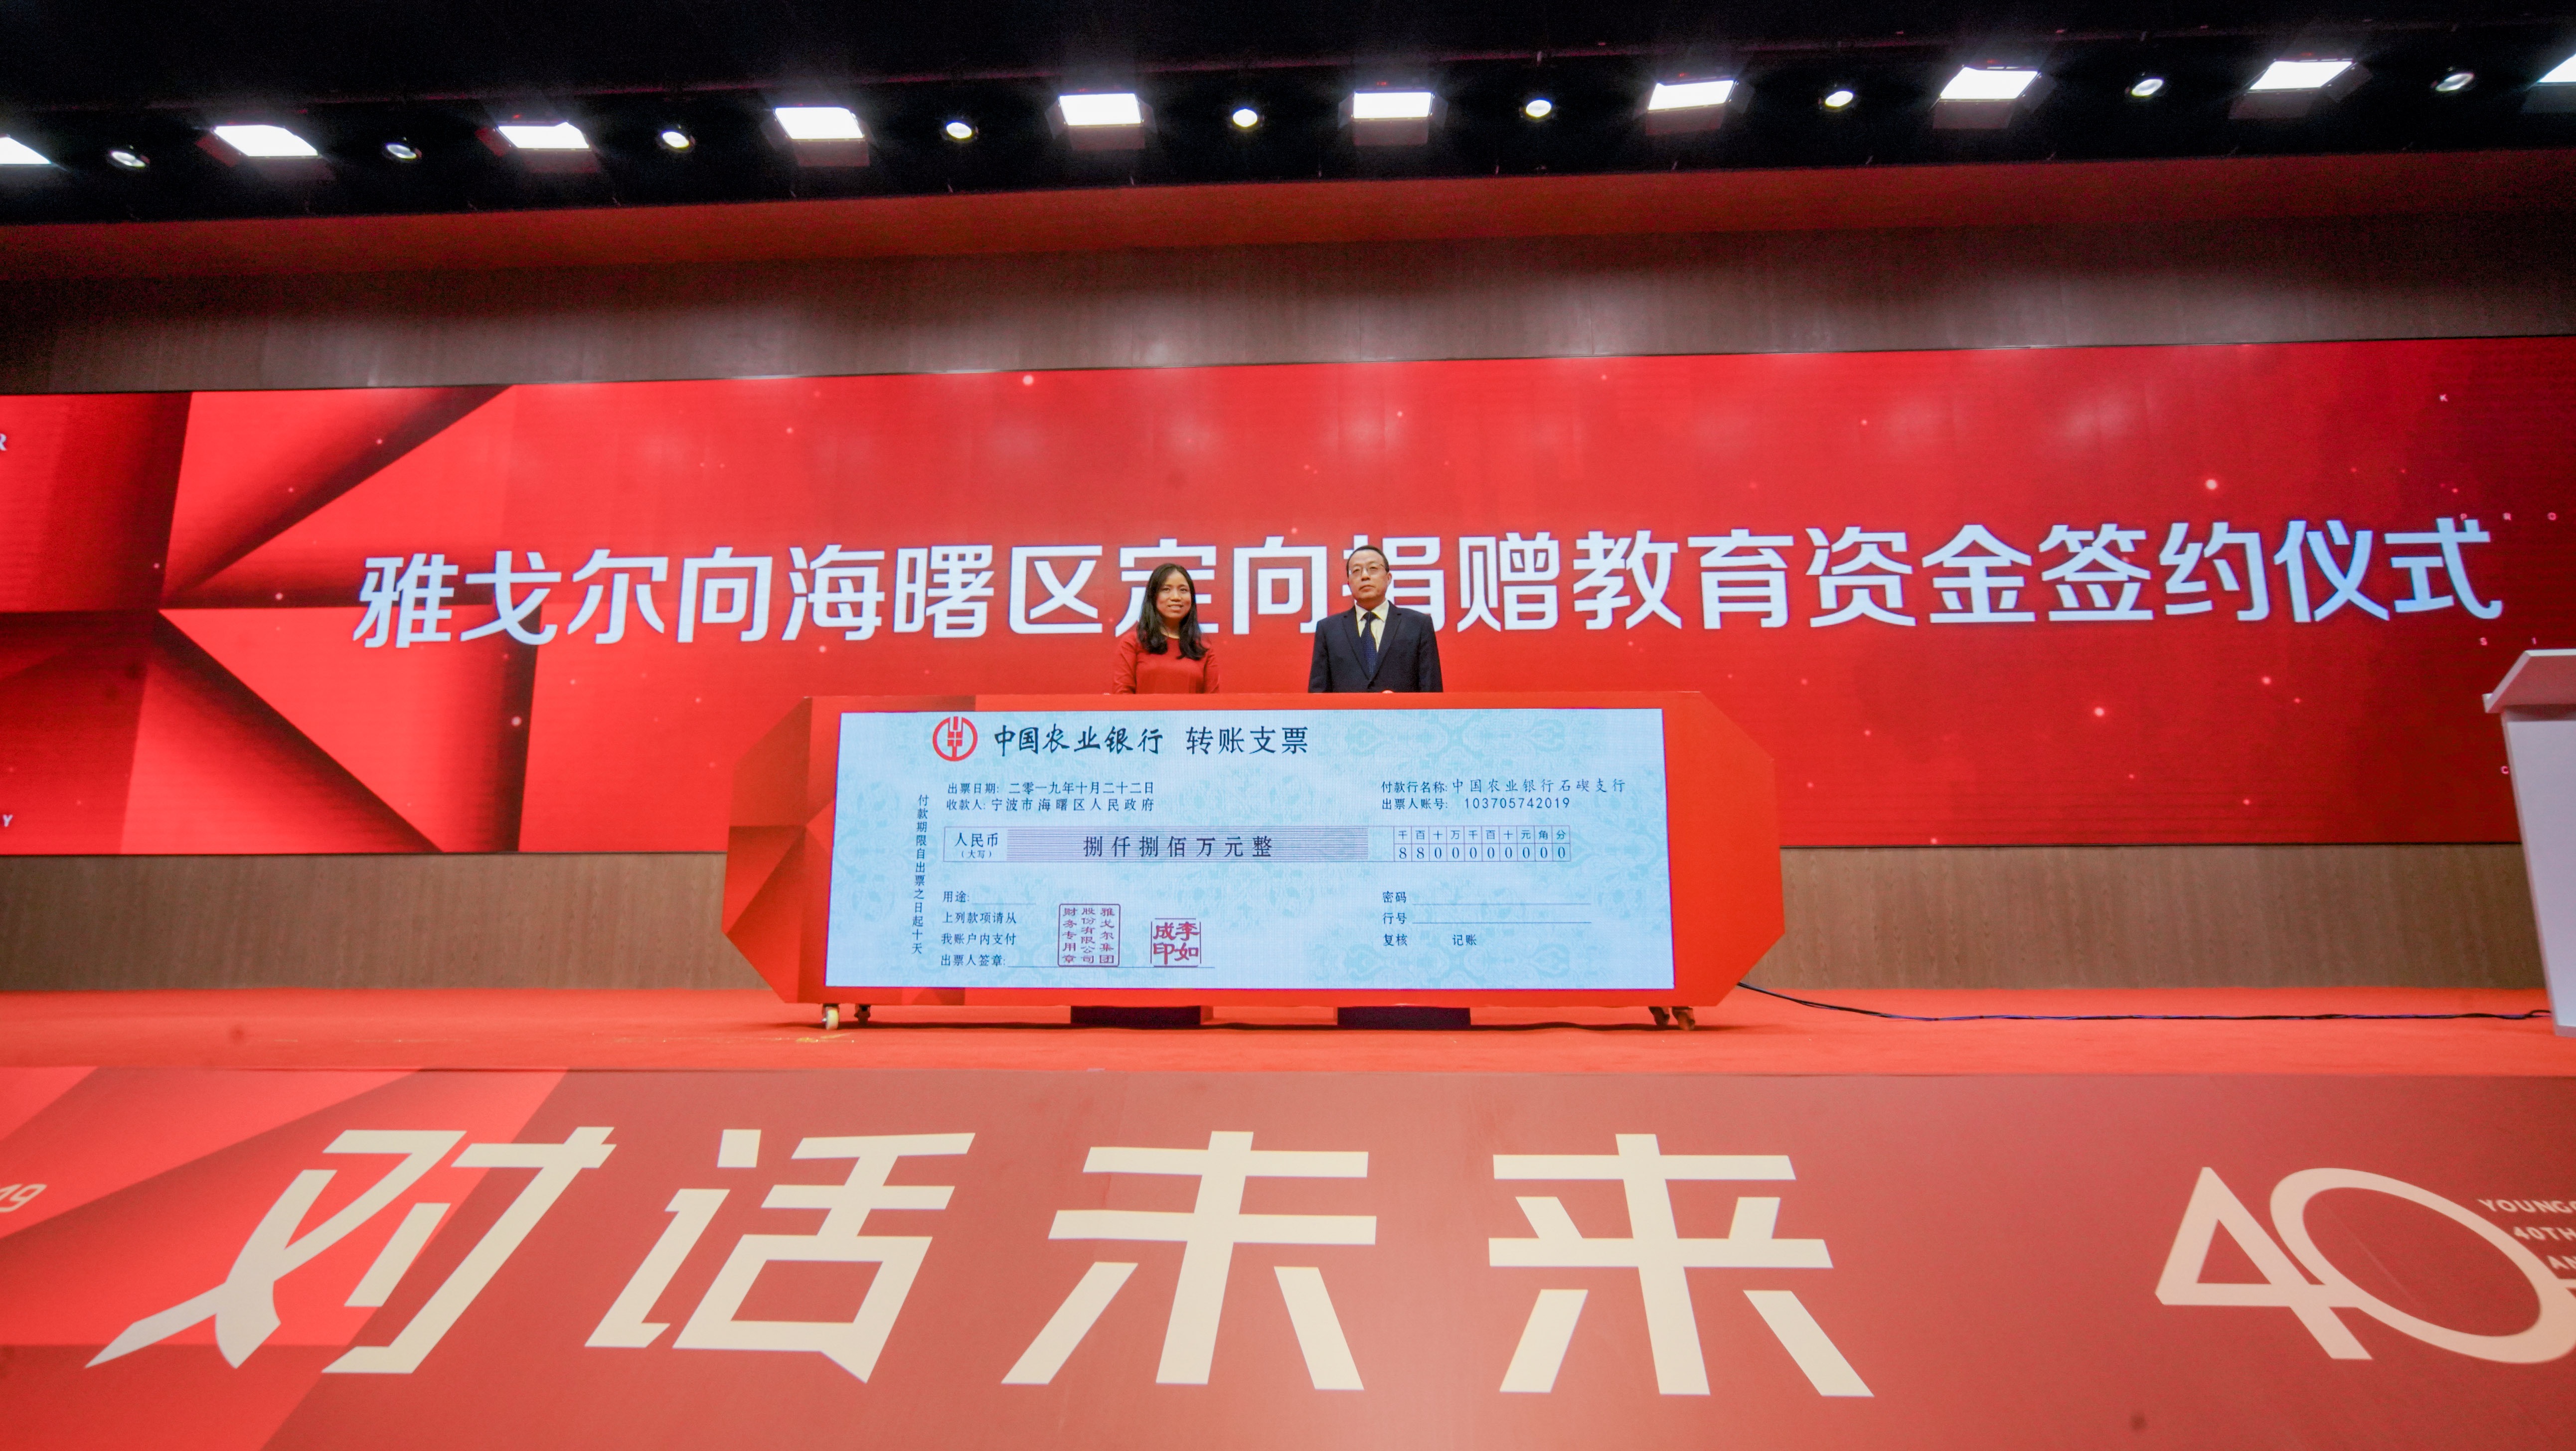 R
雅戈尔向海曙区定向捐赠教育资金签约仪式
Y
中国农业银行 转账支票
出票日期: 二零一九年十月二十二日
收款人: 宁波市海曙区人民政府
付款行名称: 中国农业银行石碶支行
出票人账号: 103705742019
付款期限自出票之日起十天
人民币
（大写）
捌仟捌佰万元整
千百十万千百十元角分
8800000000
用途:
上列款项请从
我账户内支付
出票人签章:
雅戈尔集团
股份有限公司
财务专用章
李如
成印
密码
行号
复核 记账
对话未来
19
40
YOUNGO
40TH
AN